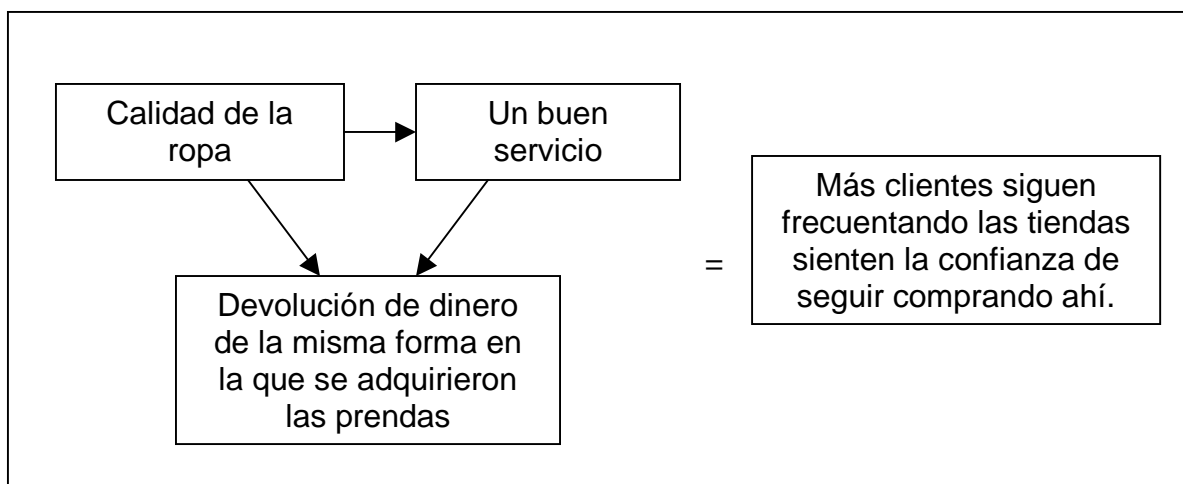 Calidad de la
ropa
Un buen
servicio
Devolución de dinero
de la misma forma en
la que se adquirieron
las prendas
=
Más clientes siguen
frecuentando las tiendas
sienten la confianza de
seguir comprando ahí.